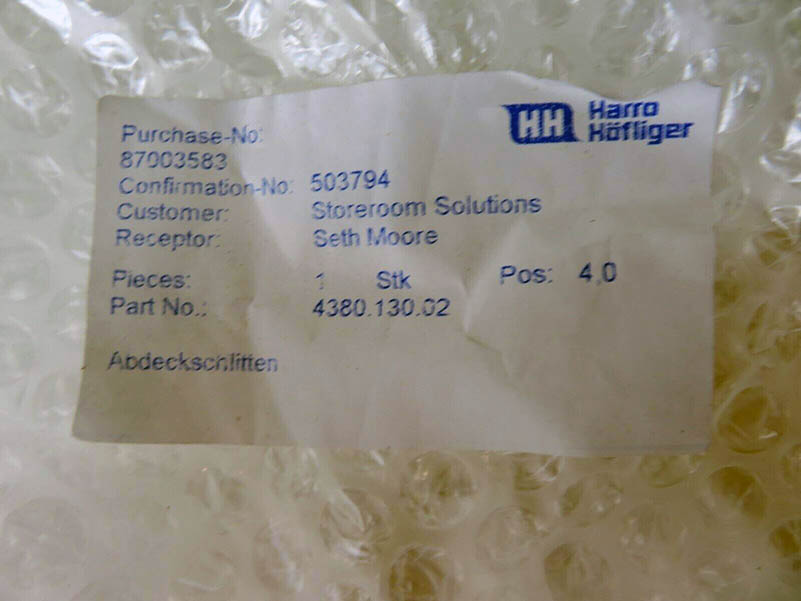 HH Harro
Höfliger
Purchase-No:
87003583
Confirmation-No: 503794
Customer: Storeroom Solutions
Receptor: Seth Moore
Pieces: 1 Stk Pos: 4,0
Part No.: 4380.130.02
Abdeckschlitten